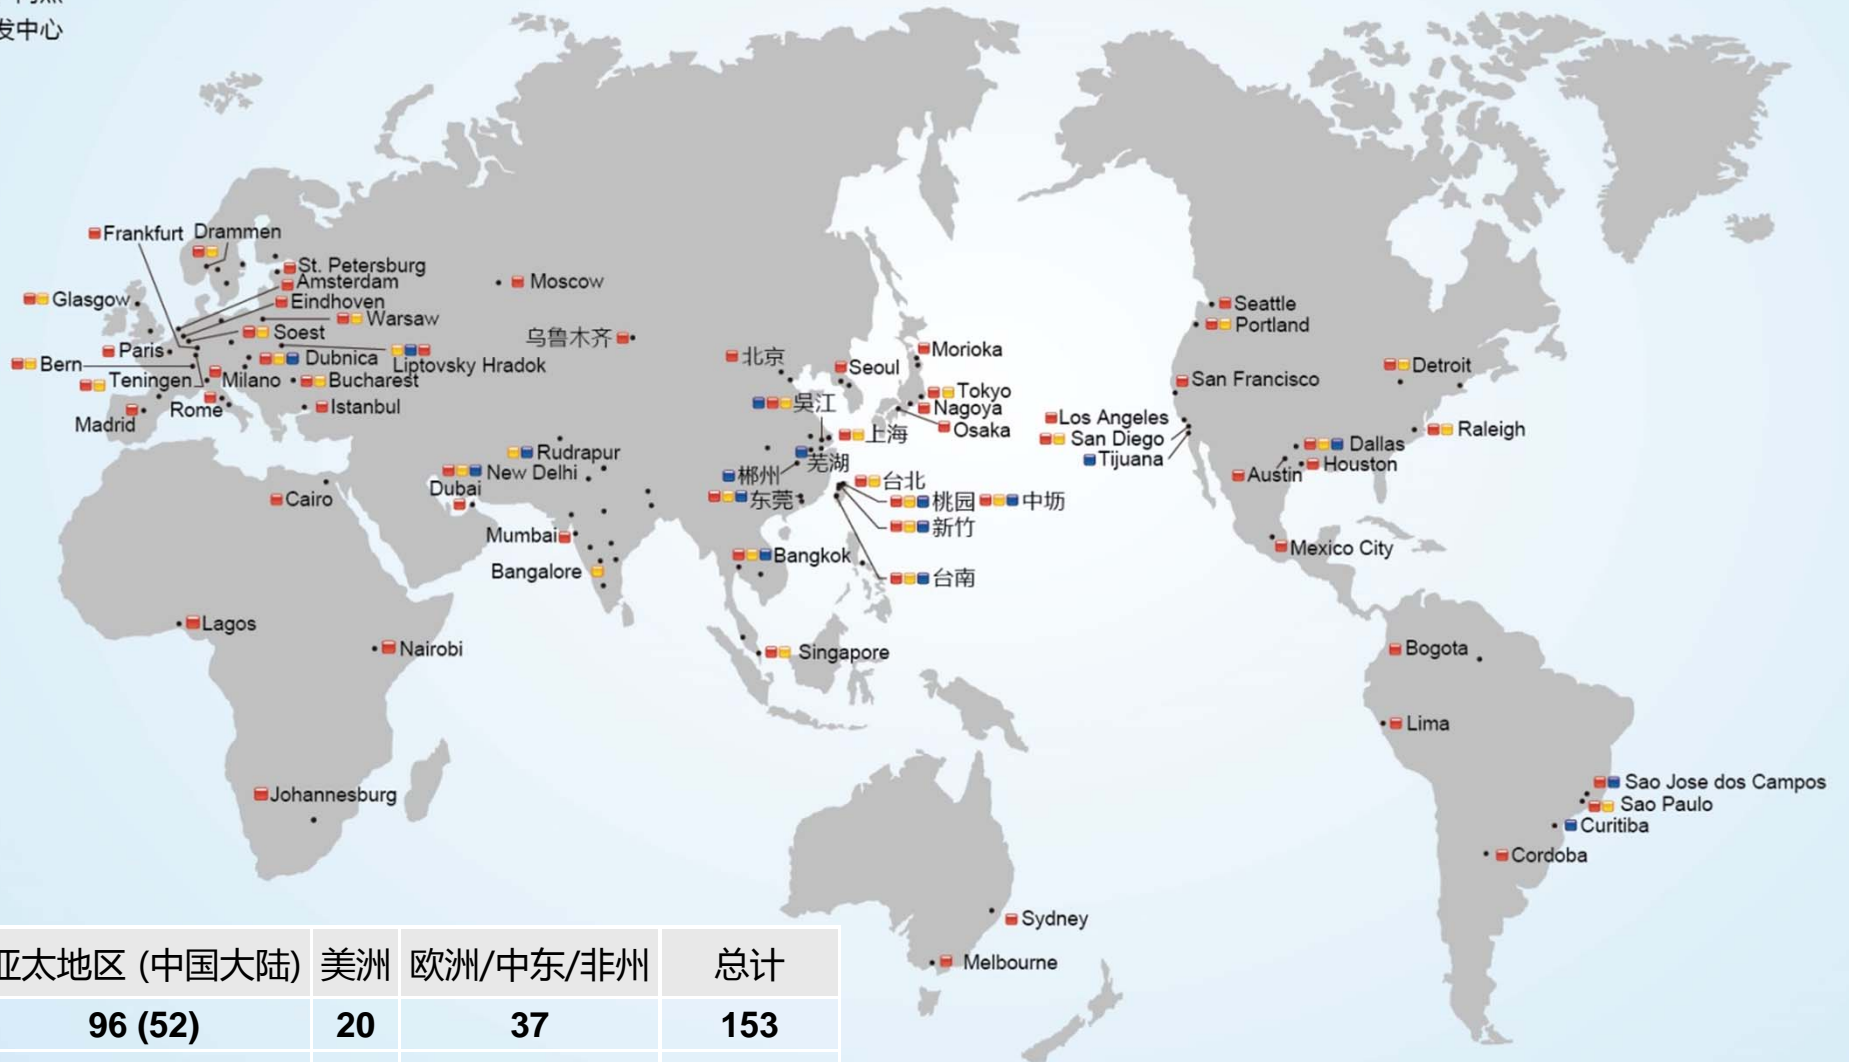 发中心
Frankfurt
Drammen
St. Petersburg
Amsterdam
Eindhoven
Moscow
Glasgow
Warsaw
Soest
Paris
Dubnica
Liptovsky Hradok
Bern
Teningen
Milano
Bucharest
Madrid
Rome
Istanbul
乌鲁木齐
北京
Seoul
Morioka
Tokyo
Nagoya
Osaka
吳江
上海
芜湖
郴州
东莞
台北
桃园
中坜
新竹
台南
Rudrapur
New Delhi
Dubai
Cairo
Mumbai
Bangalore
Bangkok
Singapore
Lagos
Nairobi
Johannesburg
Sydney
Melbourne
Seattle
Portland
San Francisco
Detroit
Los Angeles
San Diego
Tijuana
Raleigh
Dallas
Houston
Austin
Mexico City
Bogota
Lima
Sao Jose dos Campos
Sao Paulo
Curitiba
Cordoba
亚太地区 (中国大陆) 美洲 欧洲/中东/非州 总计
96 (52) 20 37 153